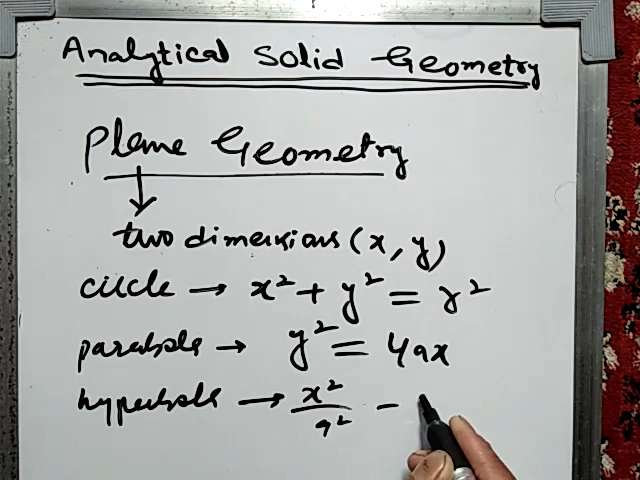 Analytical Solid Geometry
Plane Geometry
↓
two dimensions (x, y)
circle → x² + y² = r²
parabola → y² = 4ax
hyperbola → x²/a² −